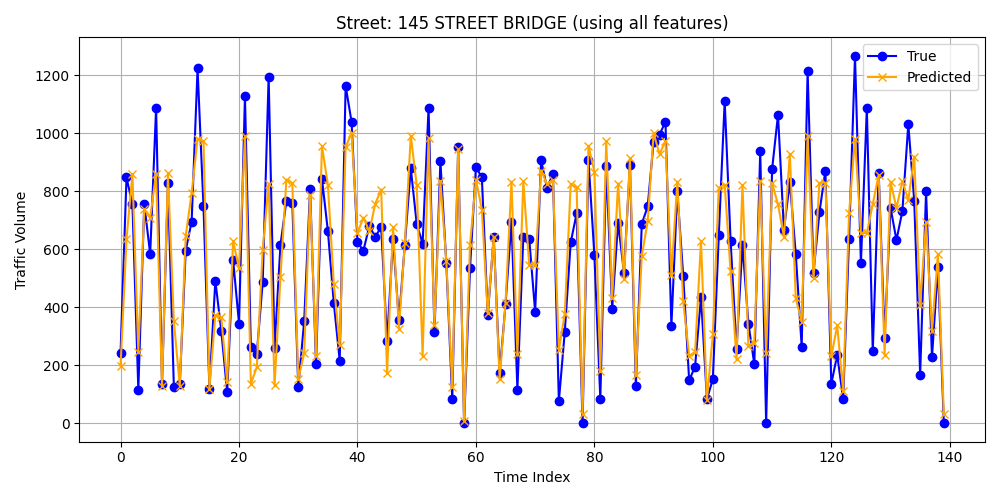 Street: 145 STREET BRIDGE (using all features)
True
Predicted
Traffic Volume
1200
1000
800
600
400
200
0
0 20 40 60 80 100 120 140
Time Index